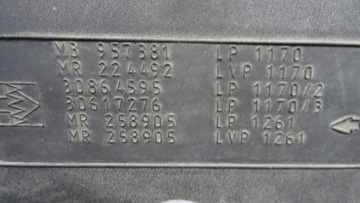 MB 957381 LP 1170
MR 224492 LVP 1170
30864595 LP 1170/2
30617276 LP 1170/3
MR 258905 LP 1261
MR 258905 LVP 1261